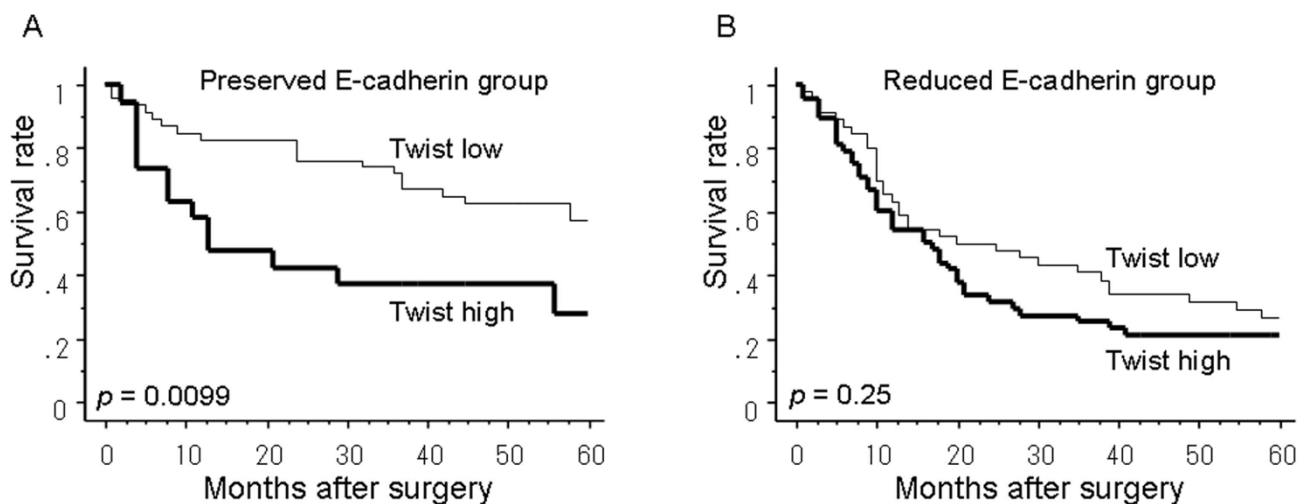 A
Preserved E-cadherin group
1
.8
.6
.4
.2
0
Survival rate
Twist low
Twist high
p = 0.0099
0 10 20 30 40 50 60
Months after surgery
B
Reduced E-cadherin group
1
.8
.6
.4
.2
0
Survival rate
Twist low
Twist high
p = 0.25
0 10 20 30 40 50 60
Months after surgery